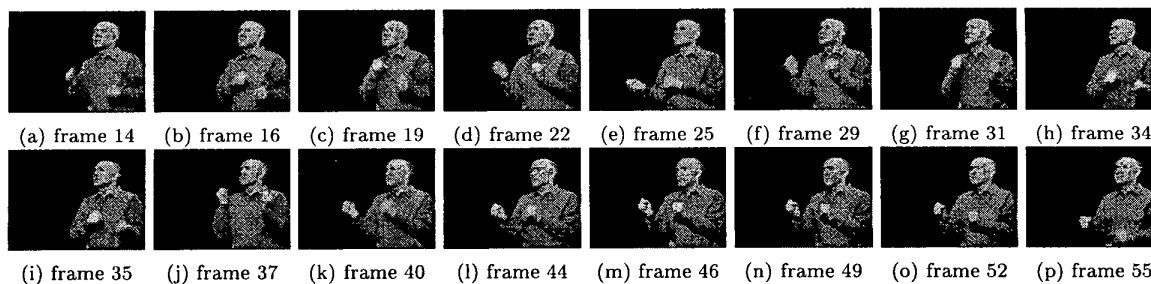 (a) frame 14 (b) frame 16 (c) frame 19 (d) frame 22 (e) frame 25 (f) frame 29 (g) frame 31 (h) frame 34
(i) frame 35 (j) frame 37 (k) frame 40 (l) frame 44 (m) frame 46 (n) frame 49 (o) frame 52 (p) frame 55